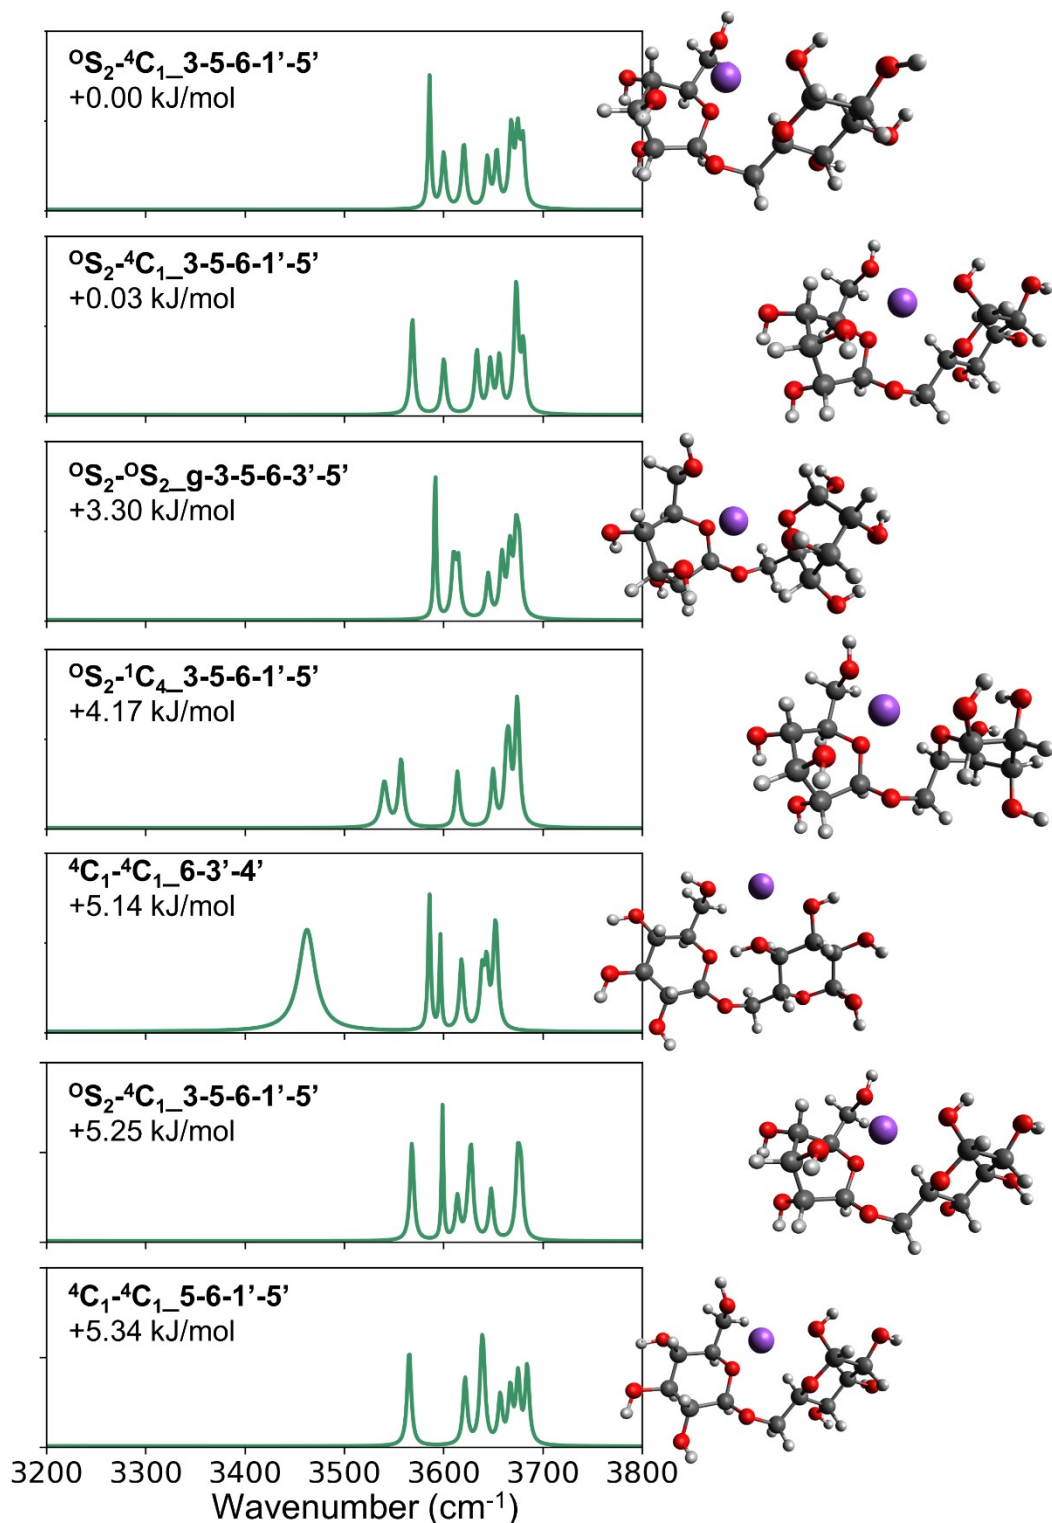 ᴼS₂-⁴C₁_3-5-6-1’-5’
+0.00 kJ/mol
ᴼS₂-⁴C₁_3-5-6-1’-5’
+0.03 kJ/mol
ᴼS₂-ᴼS₂_g-3-5-6-3’-5’
+3.30 kJ/mol
ᴼS₂-¹C₄_3-5-6-1’-5’
+4.17 kJ/mol
⁴C₁-⁴C₁_6-3’-4’
+5.14 kJ/mol
ᴼS₂-⁴C₁_3-5-6-1’-5’
+5.25 kJ/mol
⁴C₁-⁴C₁_5-6-1’-5’
+5.34 kJ/mol
3200 3300 3400 3500 3600 3700 3800
Wavenumber (cm⁻¹)